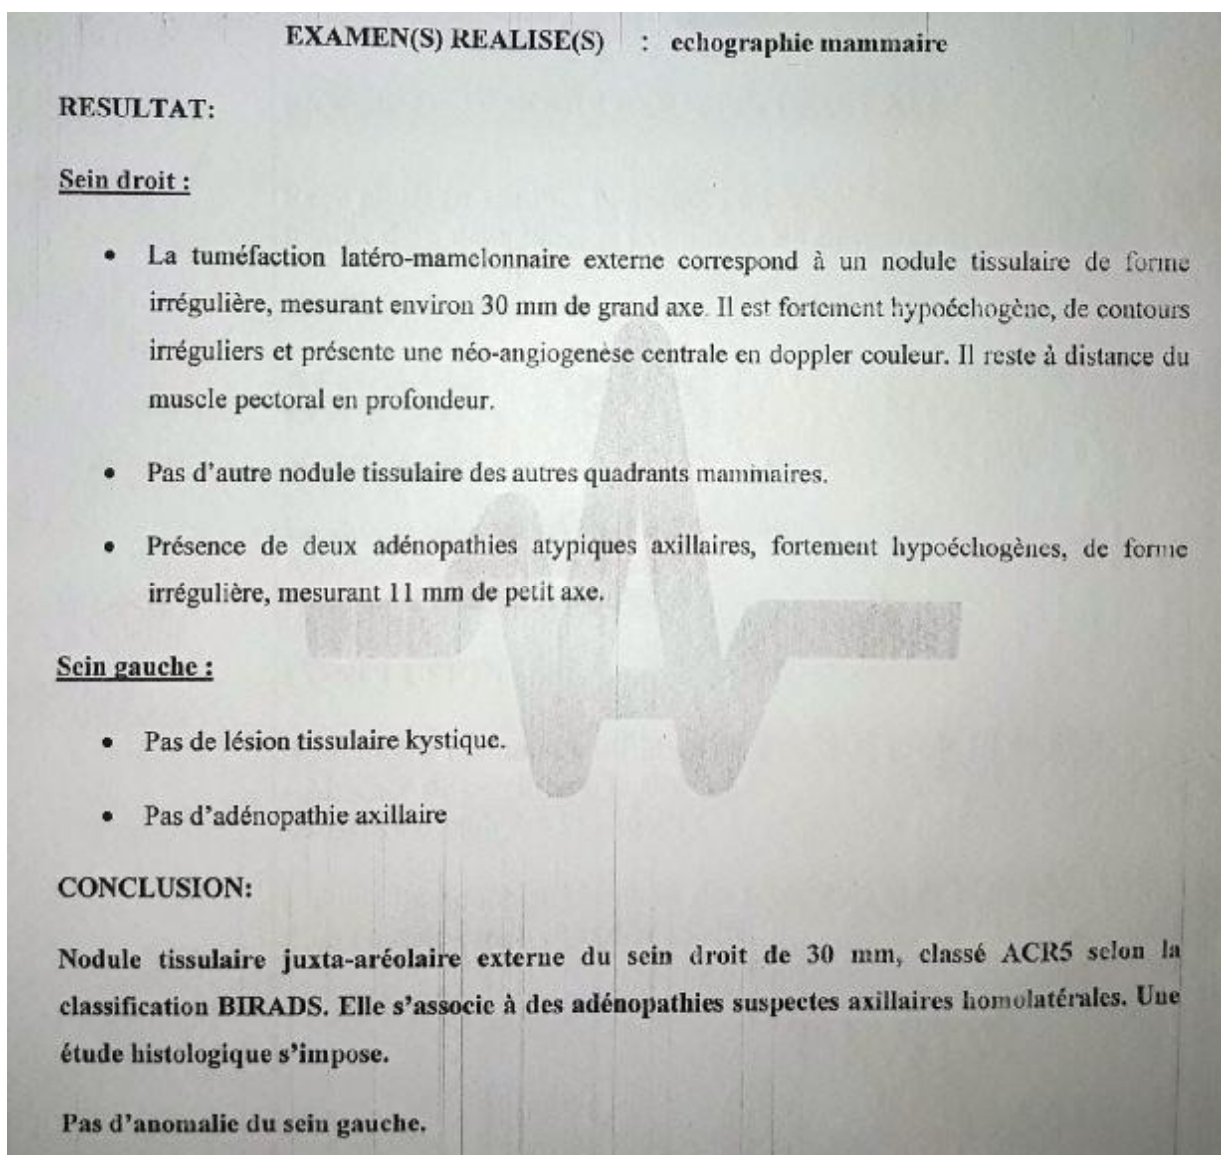 EXAMEN(S) REALISE(S) : echographie mammaire
RESULTAT:
Sein droit :
• La tuméfaction latéro-mamelonnaire externe correspond à un nodule tissulaire de forme
irrégulière, mesurant environ 30 mm de grand axe. Il est fortement hypoéchogène, de contours
irréguliers et présente une néo-angiogenèse centrale en doppler couleur. Il reste à distance du
muscle pectoral en profondeur.
• Pas d'autre nodule tissulaire des autres quadrants mammaires.
• Présence de deux adénopathies atypiques axillaires, fortement hypoéchogènes, de forme
irrégulière, mesurant 11 mm de petit axe.
Sein gauche :
• Pas de lésion tissulaire kystique.
• Pas d'adénopathie axillaire
CONCLUSION:
Nodule tissulaire juxta-aréolaire externe du sein droit de 30 mm, classé ACR5 selon la
classification BIRADS. Elle s'associe à des adénopathies suspectes axillaires homolatérales. Une
étude histologique s'impose.
Pas d'anomalie du sein gauche.